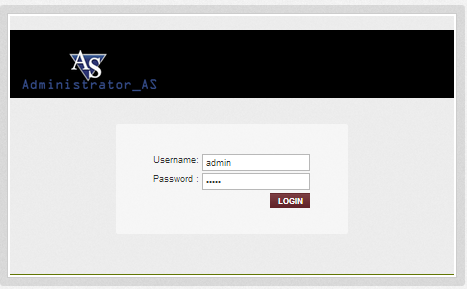 AS
Administrator_AS
Username: admin
Password : •••••
LOGIN